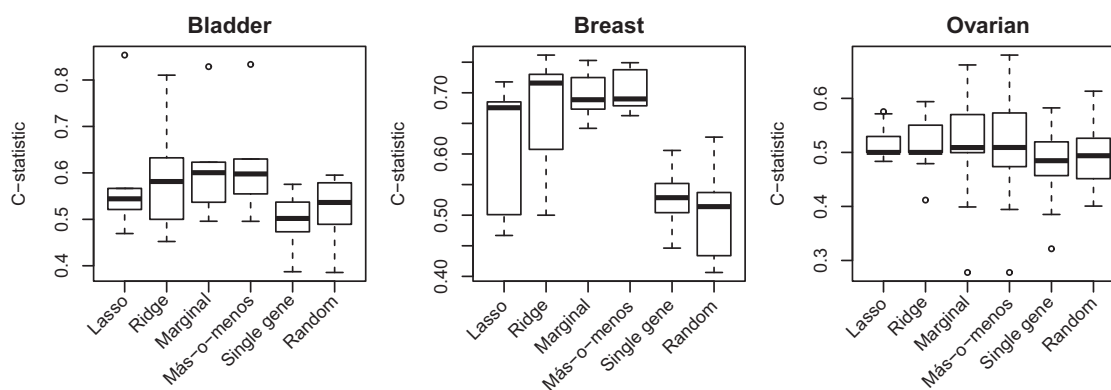 Bladder
C−statistic
0.8
0.7
0.6
0.5
0.4
Lasso
Ridge
Marginal
Más−o−menos
Single gene
Random
Breast
C−statistic
0.70
0.60
0.50
0.40
Lasso
Ridge
Marginal
Más−o−menos
Single gene
Random
Ovarian
C−statistic
0.6
0.5
0.4
0.3
Lasso
Ridge
Marginal
Más−o−menos
Single gene
Random